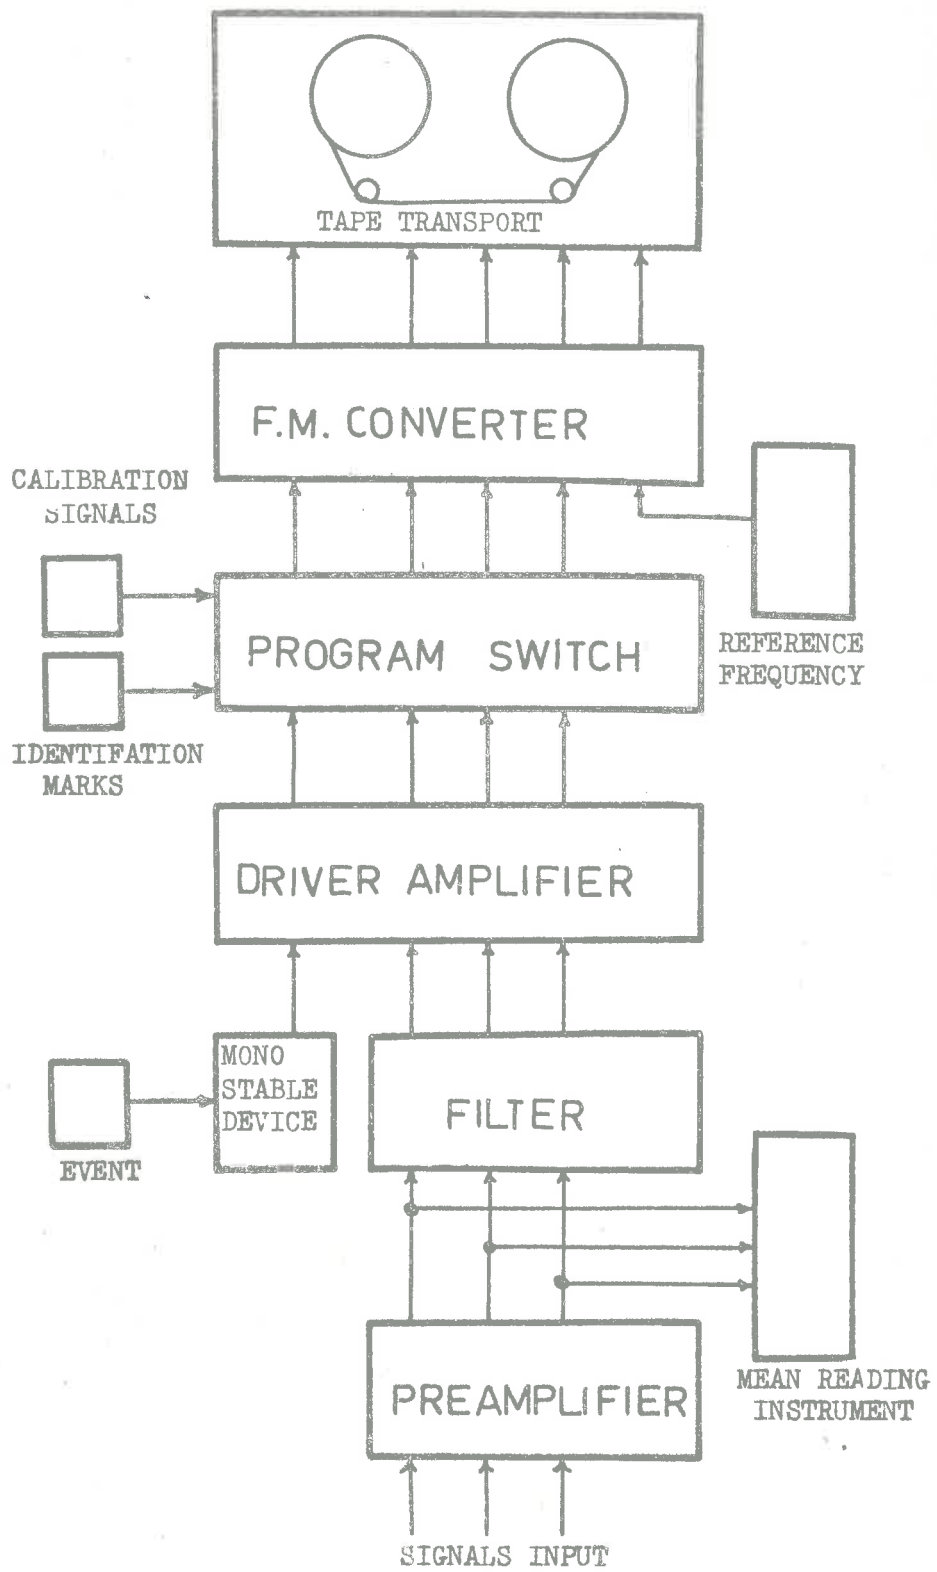 TAPE TRANSPORT
F.M. CONVERTER
CALIBRATION
SIGNALS
PROGRAM SWITCH
REFERENCE
FREQUENCY
IDENTIFATION
MARKS
DRIVER AMPLIFIER
MONO
STABLE
DEVICE
FILTER
EVENT
MEAN READING
INSTRUMENT
PREAMPLIFIER
SIGNALS INPUT